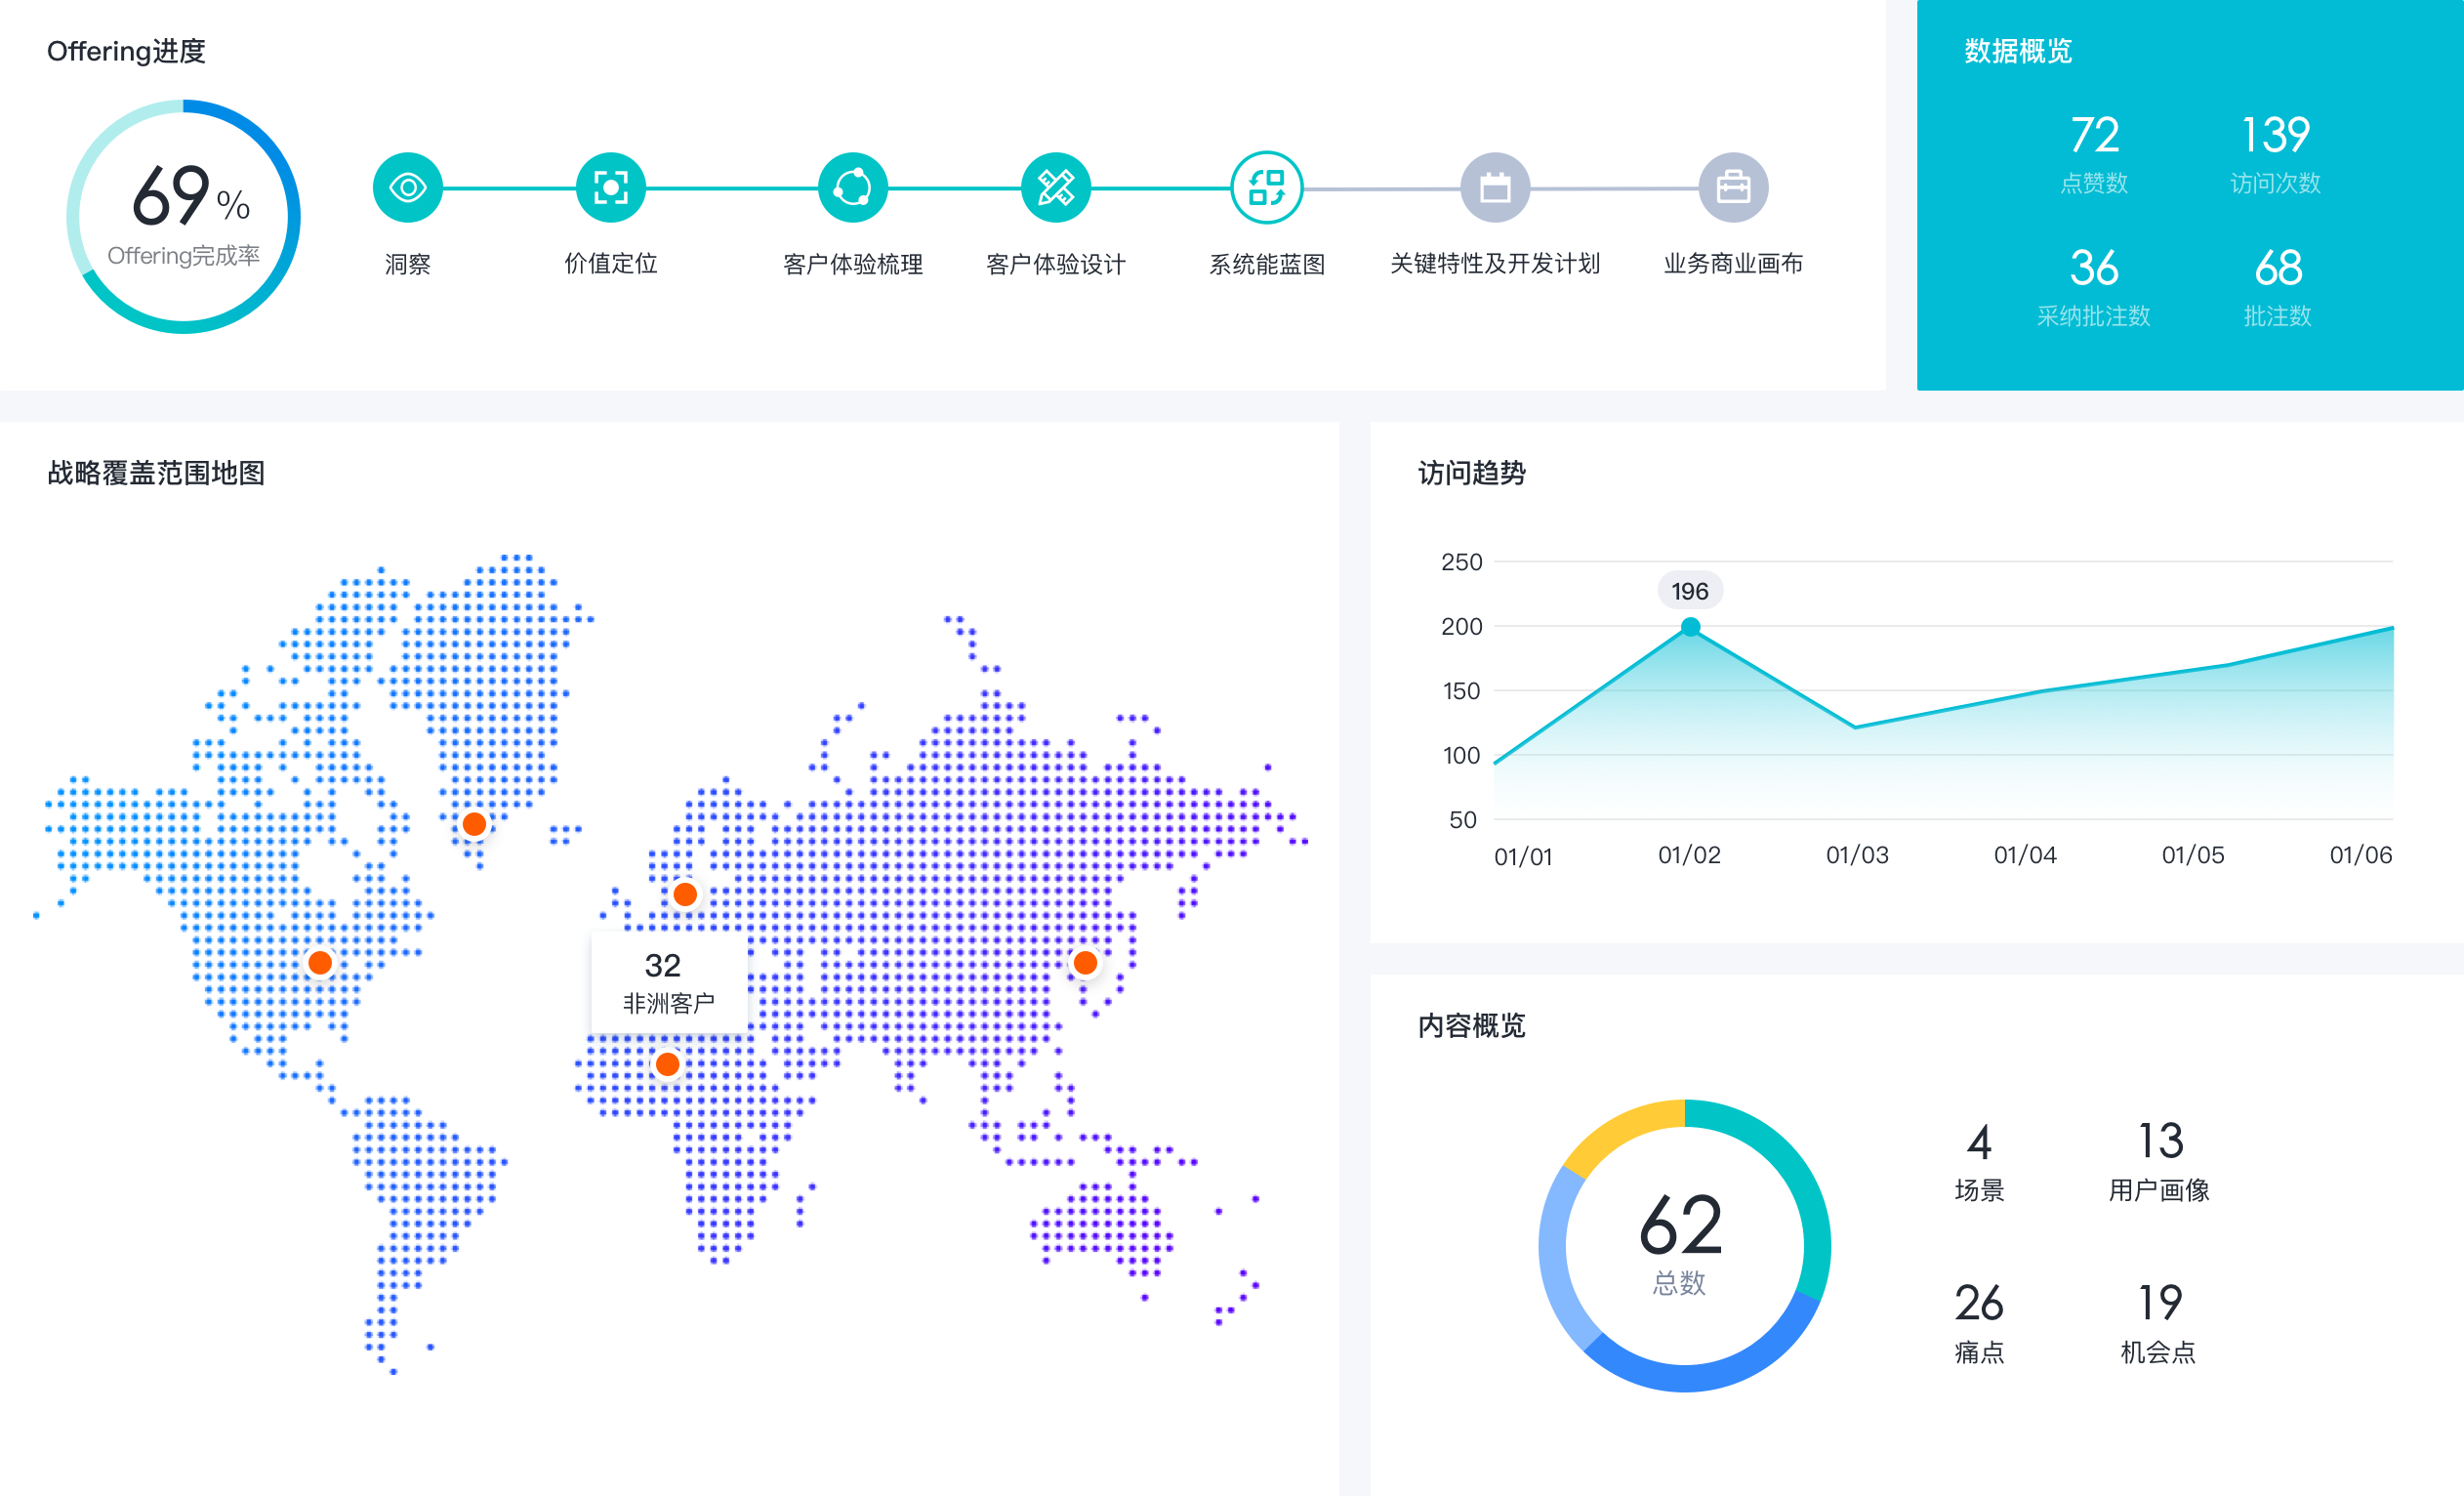 Offering进度
69%
Offering完成率
洞察
价值定位
客户体验梳理
客户体验设计
系统能蓝图
关键特性及开发计划
业务商业画布
数据概览
72
点赞数
139
访问次数
36
采纳批注数
68
批注数
战略覆盖范围地图
32
非洲客户
访问趋势
250
200
150
100
50
196
01/01
01/02
01/03
01/04
01/05
01/06
内容概览
62
总数
4
场景
13
用户画像
26
痛点
19
机会点